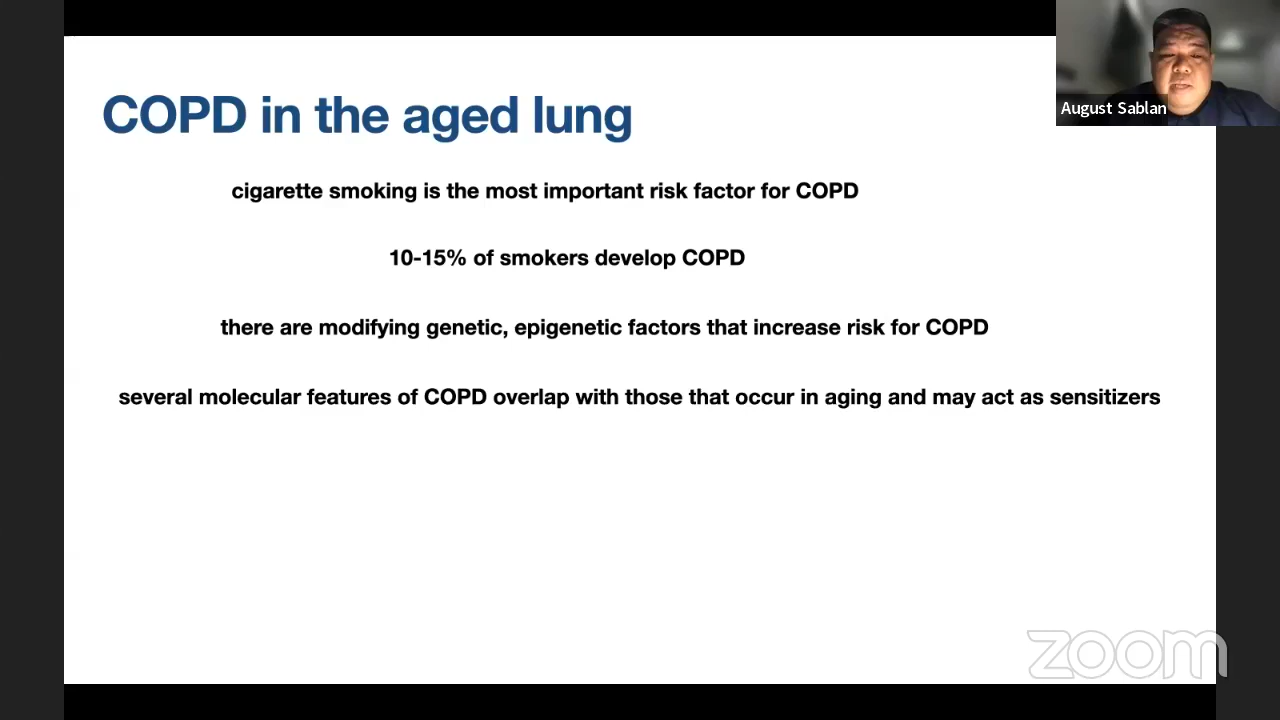 COPD in the aged lung
August Sablan
cigarette smoking is the most important risk factor for COPD
10-15% of smokers develop COPD
there are modifying genetic, epigenetic factors that increase risk for COPD
several molecular features of COPD overlap with those that occur in aging and may act as sensitizers
zoom